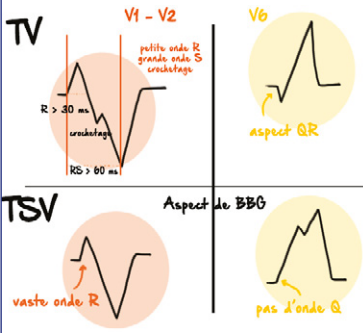 V1 - V2
V6
TV
petite onde R
grande onde S
crochetage
R > 30 ms
crochetage
RS > 60 ms
aspect QR
TSV
Aspect de BBG
vaste onde R
pas d'onde Q